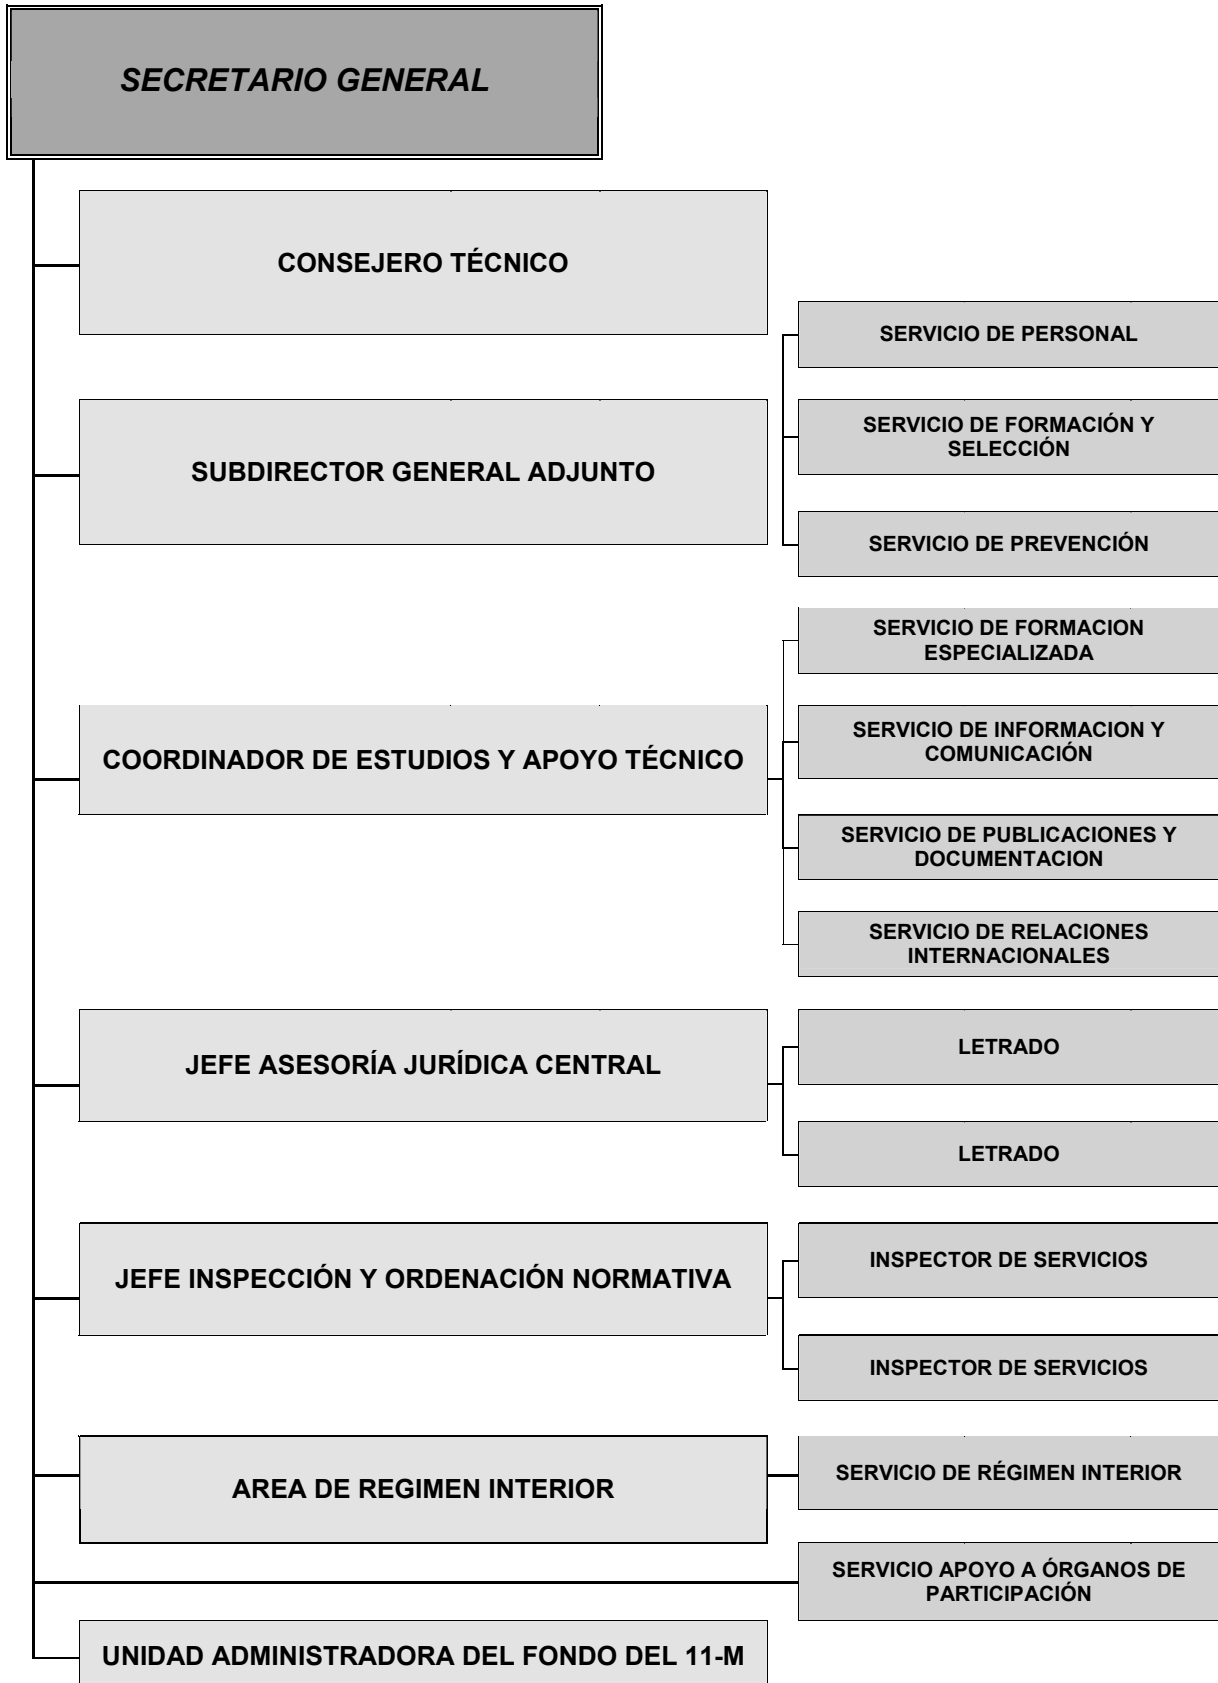 SECRETARIO GENERAL
CONSEJERO TÉCNICO
SERVICIO DE PERSONAL
SUBDIRECTOR GENERAL ADJUNTO
SERVICIO DE FORMACIÓN Y
SELECCIÓN
SERVICIO DE PREVENCIÓN
COORDINADOR DE ESTUDIOS Y APOYO TÉCNICO
SERVICIO DE FORMACION
ESPECIALIZADA
SERVICIO DE INFORMACION Y
COMUNICACIÓN
SERVICIO DE PUBLICACIONES Y
DOCUMENTACION
SERVICIO DE RELACIONES
INTERNACIONALES
JEFE ASESORÍA JURÍDICA CENTRAL
LETRADO
LETRADO
JEFE INSPECCIÓN Y ORDENACIÓN NORMATIVA
INSPECTOR DE SERVICIOS
INSPECTOR DE SERVICIOS
AREA DE REGIMEN INTERIOR
SERVICIO DE RÉGIMEN INTERIOR
SERVICIO APOYO A ÓRGANOS DE
PARTICIPACIÓN
UNIDAD ADMINISTRADORA DEL FONDO DEL 11-M